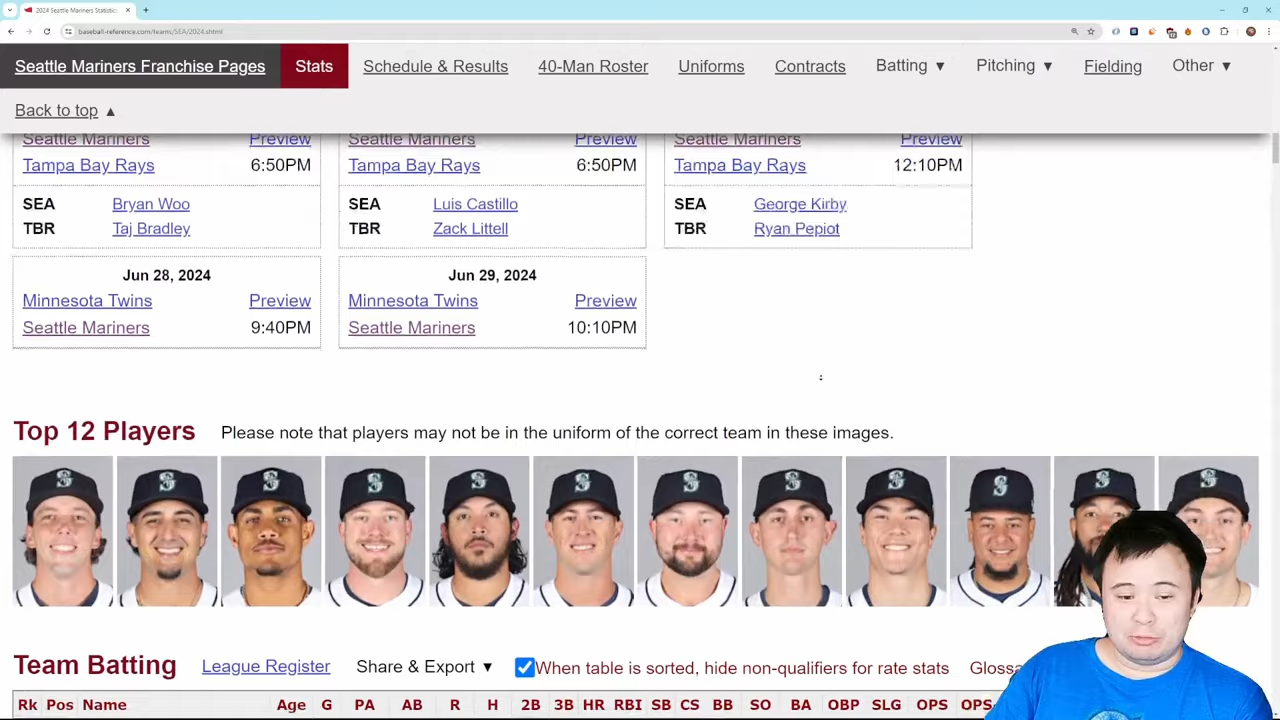 2024 Seattle Mariners Statistics
baseball-reference.com/teams/SEA/2024.shtml
Seattle Mariners Franchise Pages Stats Schedule & Results 40-Man Roster Uniforms Contracts Batting ▼ Pitching ▼ Fielding Other ▼
Back to top ▲
Seattle Mariners Preview Seattle Mariners Preview Seattle Mariners Preview
Tampa Bay Rays 6:50PM Tampa Bay Rays 6:50PM Tampa Bay Rays 12:10PM
SEA Bryan Woo SEA Luis Castillo SEA George Kirby
TBR Taj Bradley TBR Zack Littell TBR Ryan Pepiot
Jun 28, 2024 Jun 29, 2024
Minnesota Twins Preview Minnesota Twins Preview
Seattle Mariners 9:40PM Seattle Mariners 10:10PM
Top 12 Players Please note that players may not be in the uniform of the correct team in these images.
Team Batting League Register Share & Export ▼ When table is sorted, hide non-qualifiers for rate stats Glossa
Rk Pos Name Age G PA AB R H 2B 3B HR RBI SB CS BB SO BA OBP SLG OPS OPS